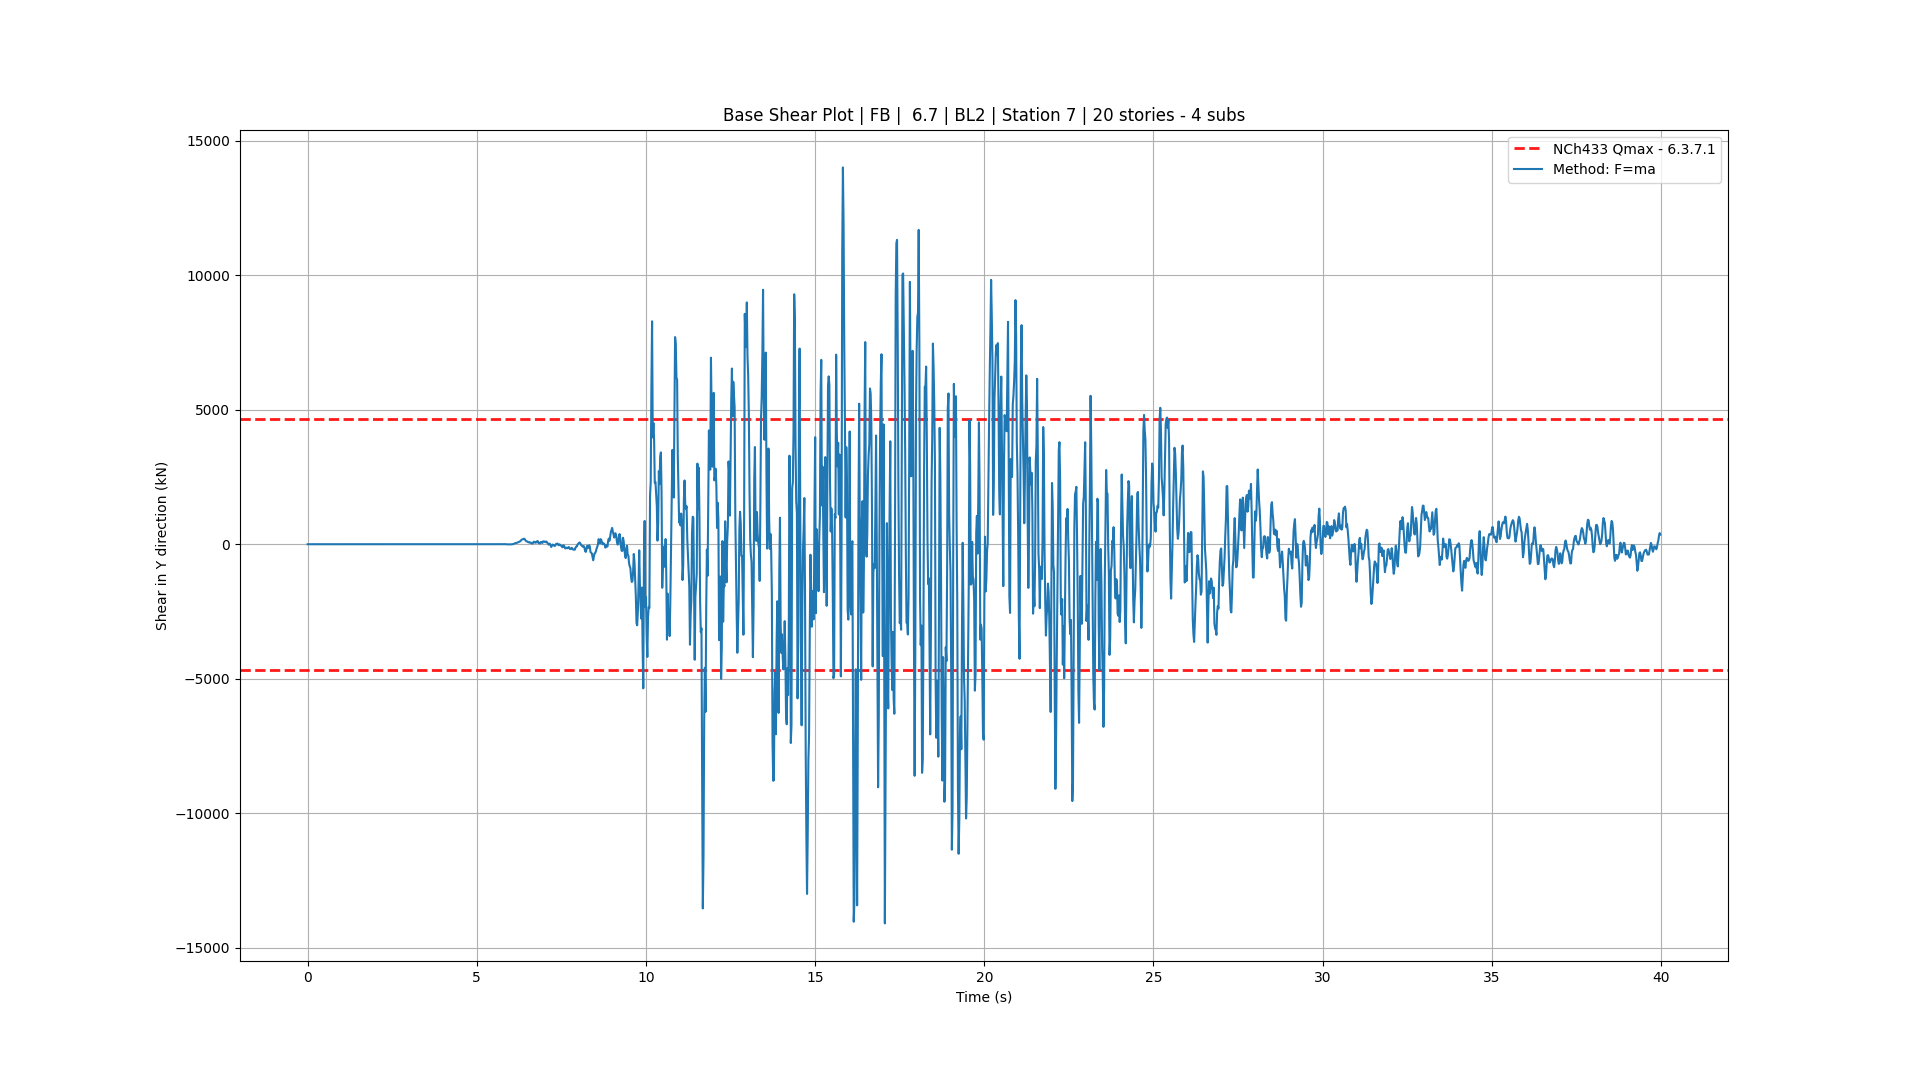 Base Shear Plot | FB |  6.7 | BL2 | Station 7 | 20 stories - 4 subs
NCh433 Qmax - 6.3.7.1
Method: F=ma
Shear in Y direction (kN)
15000
10000
5000
0
−5000
−10000
−15000
0 5 10 15 20 25 30 35 40
Time (s)